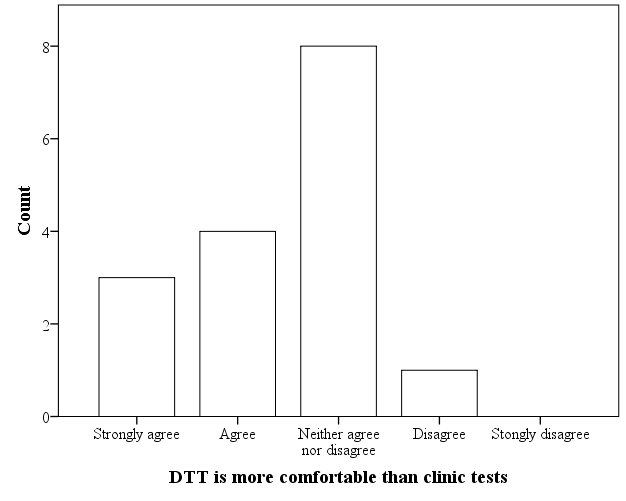 8
6
4
2
0
Count
Strongly agree
Agree
Neither agree
nor disagree
Disagree
Stongly disagree
DTT is more comfortable than clinic tests